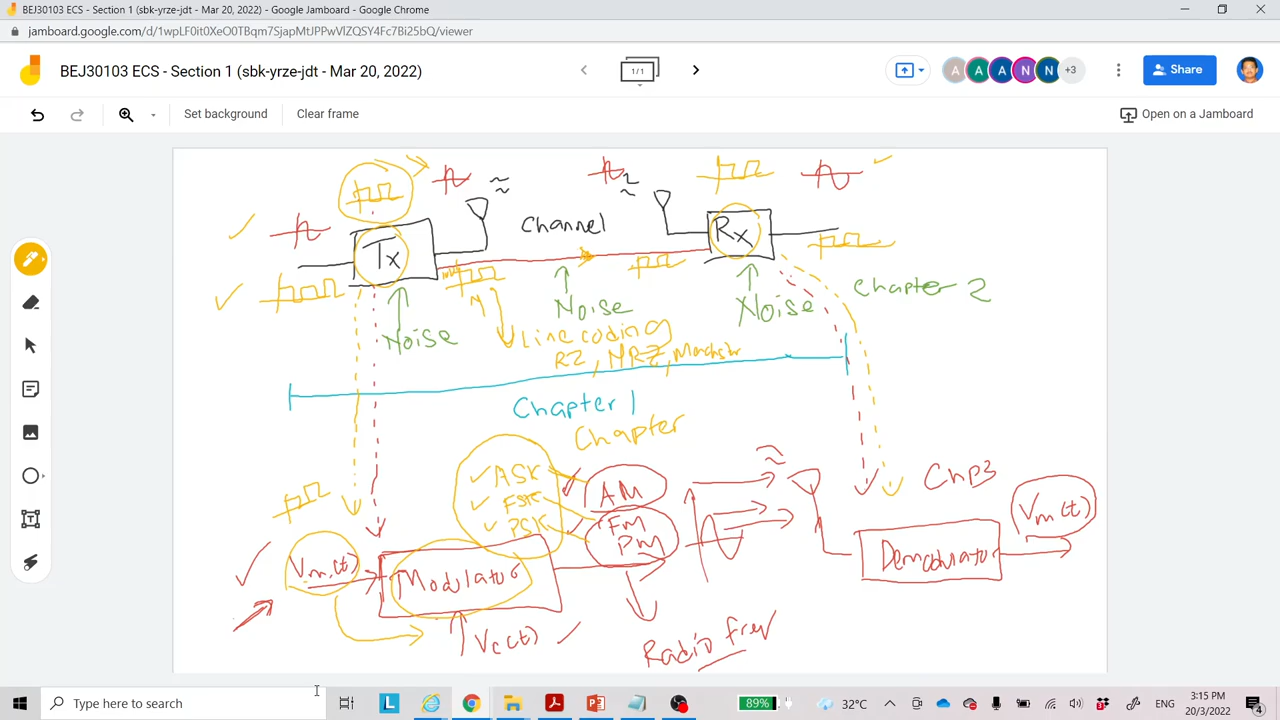 BEJ30103 ECS - Section 1 (sbk-yrze-jdt - Mar 20, 2022) - Google Jamboard - Google Chrome
jamboard.google.com/d/1wpLF0it0XeO0TBqm7SjapMtJPPwVlZQSY4Fc7Bi25bQ/viewer
BEJ30103 ECS - Section 1 (sbk-yrze-jdt - Mar 20, 2022)
1/1
A A A N N +3
Share
Set background
Clear frame
Open on a Jamboard
Channel
Tx
Rx
Noise
Noise
Noise
Chapter 2
Line coding
RZ, NRZ,
Chapter 1
Chapter
ASK
FSK
PSK
AM
FM
PM
Chp3
Vm(t)
Vm(t)
Modulator
Demodulator
Vc(t)
Radio freq
Type here to search
89%
32°C
ENG
3:15 PM
20/3/2022
4